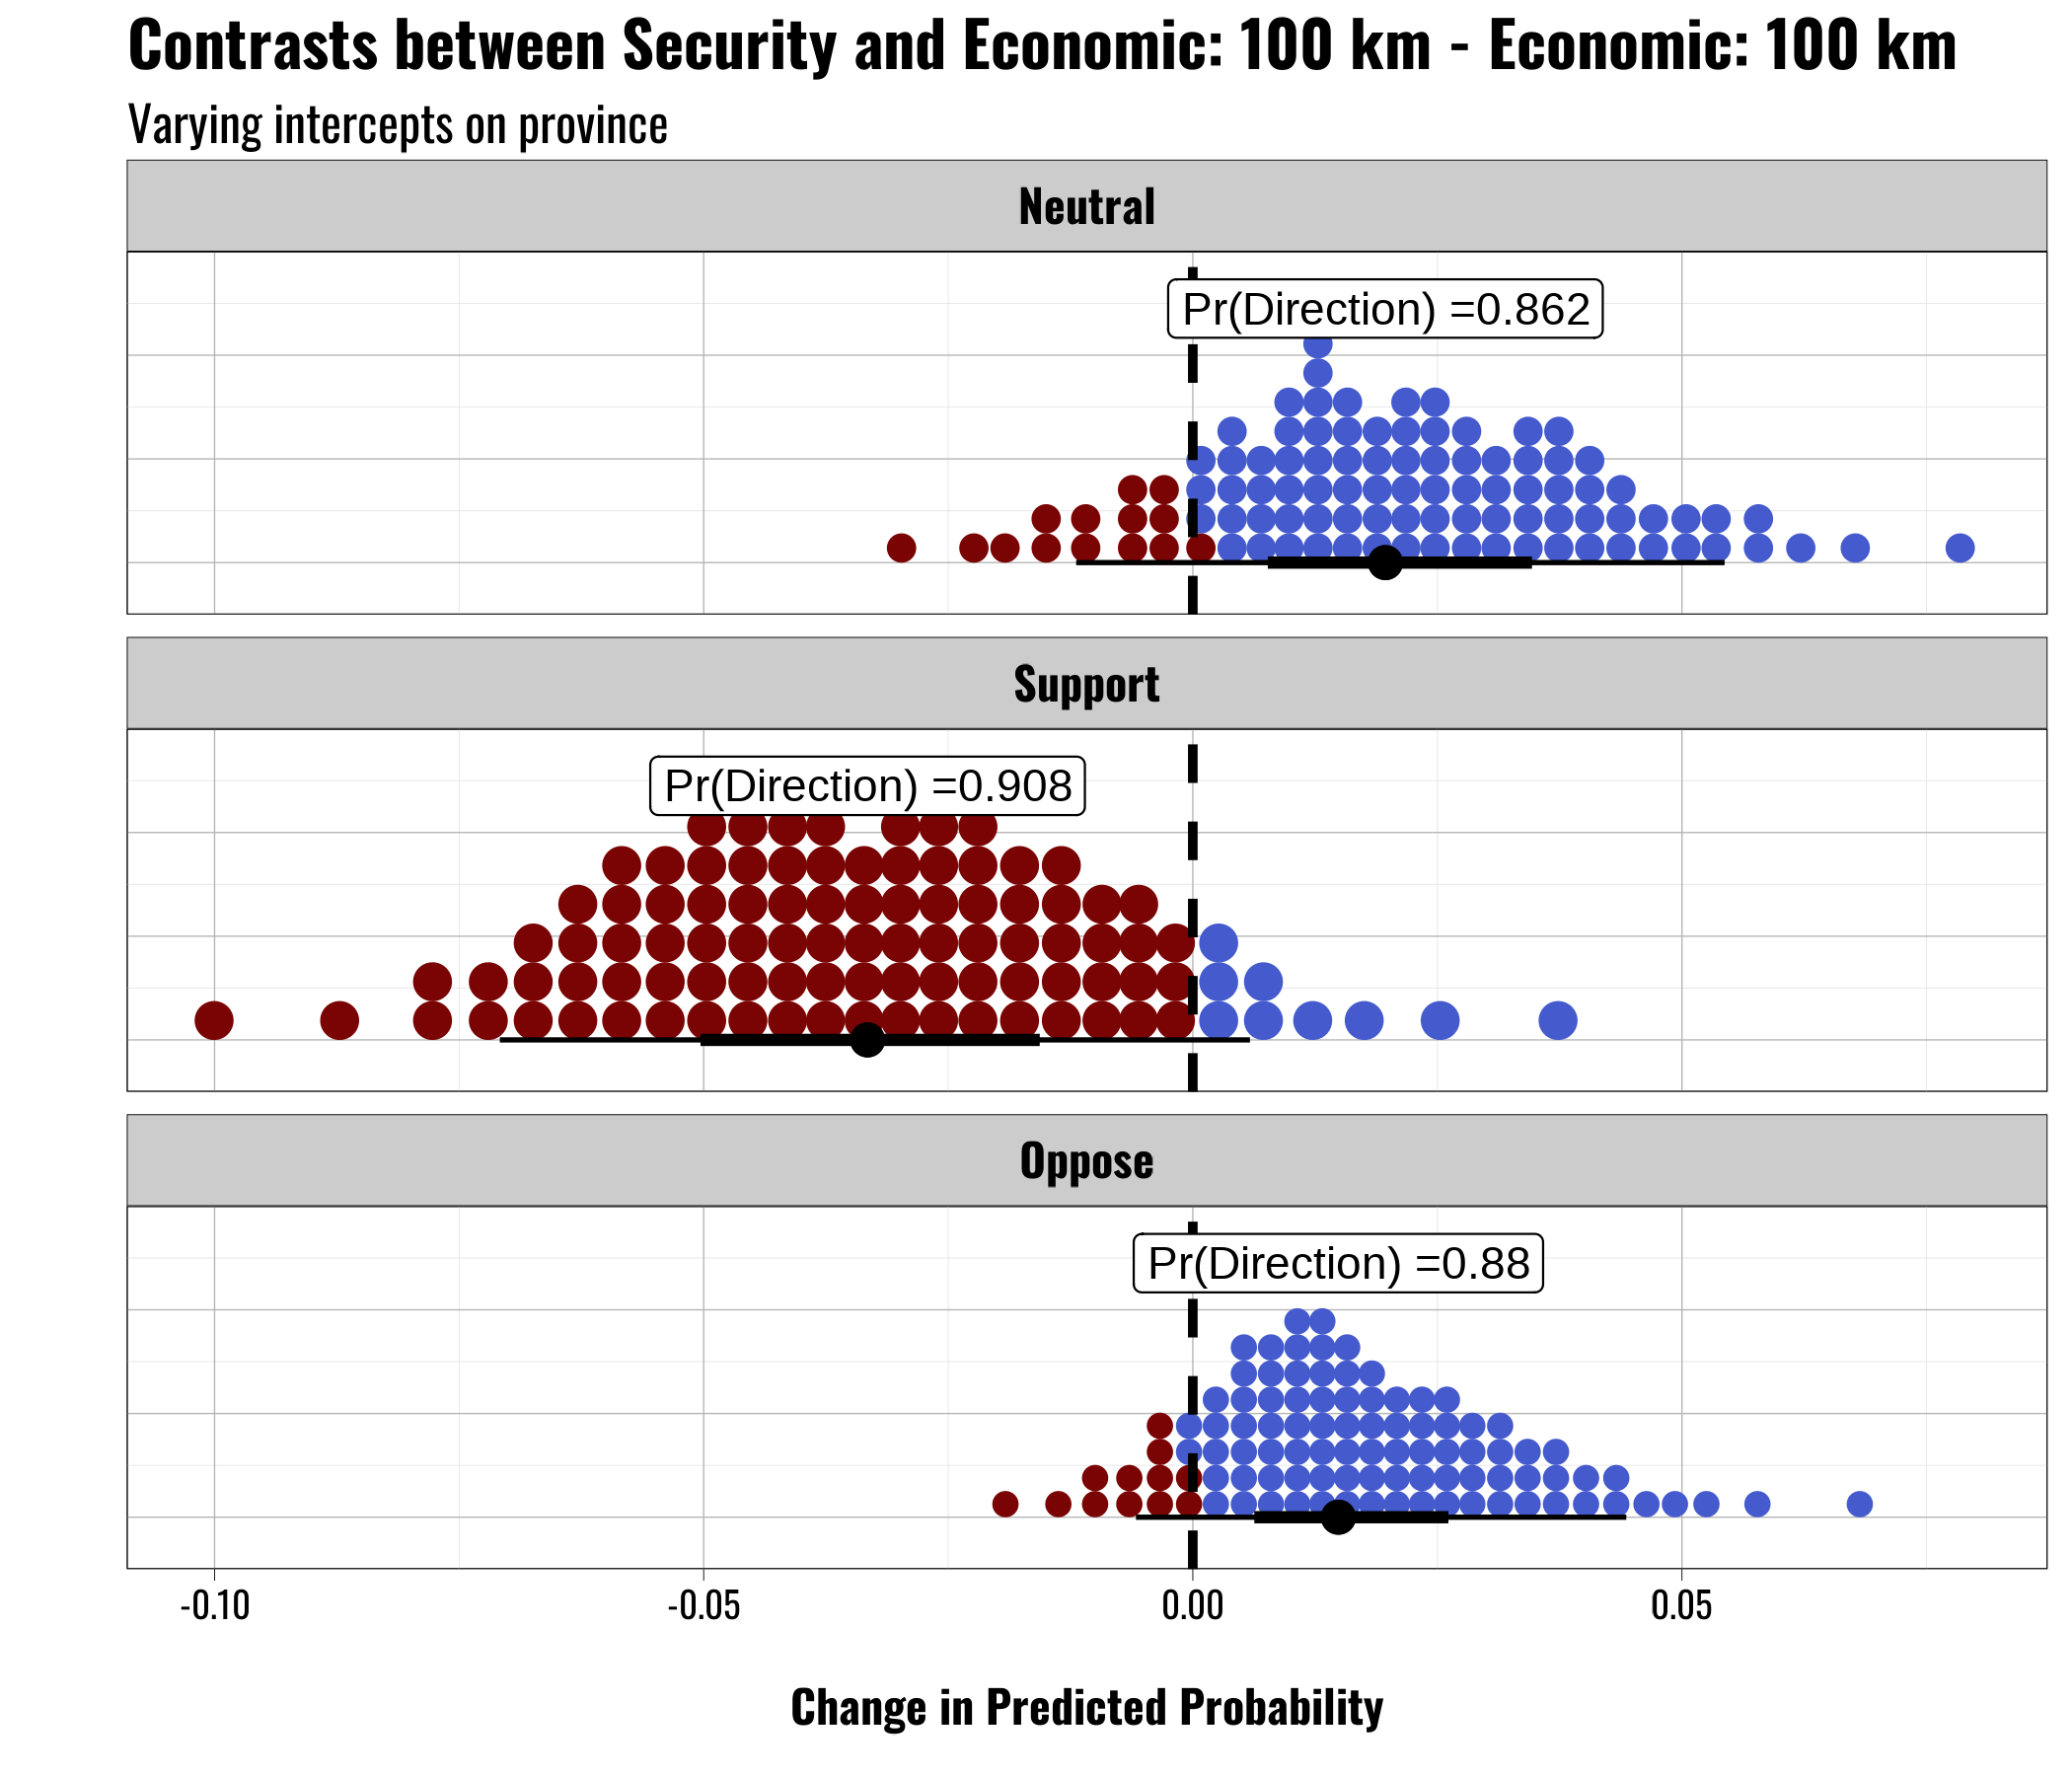 Contrasts between Security and Economic: 100 km - Economic: 100 km
Varying intercepts on province
Neutral
Pr(Direction) =0.862
Support
Pr(Direction) =0.908
Oppose
Pr(Direction) =0.88
-0.10 -0.05 0.00 0.05
Change in Predicted Probability